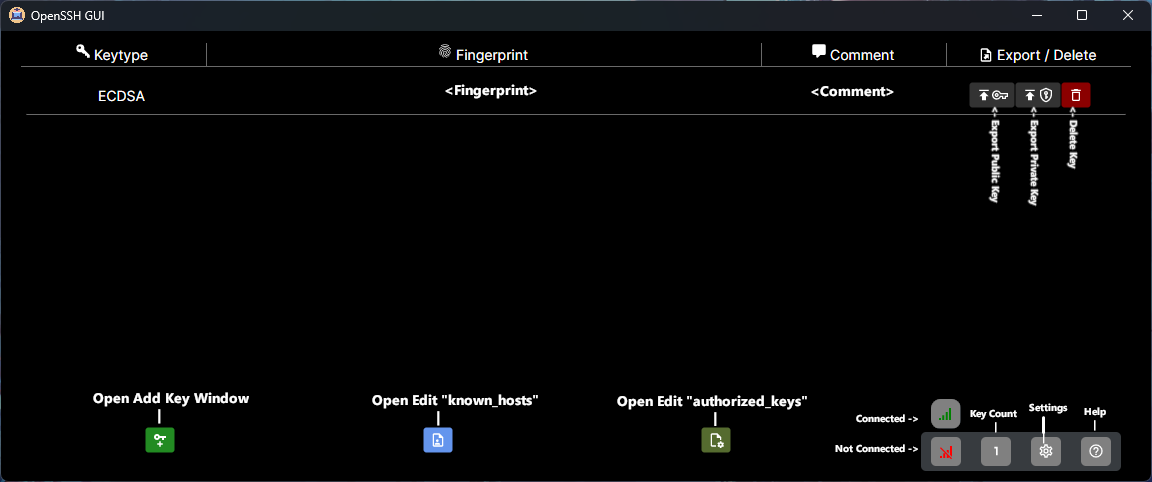 OpenSSH GUI
Keytype
Fingerprint
Comment
Export / Delete
ECDSA
<Fingerprint>
<Comment>
<- Export Public Key
<- Export Private Key
<- Delete Key
Open Add Key Window
Open Edit "known_hosts"
Open Edit "authorized_keys"
Connected ->
Key Count
Settings
Help
Not Connected ->
1